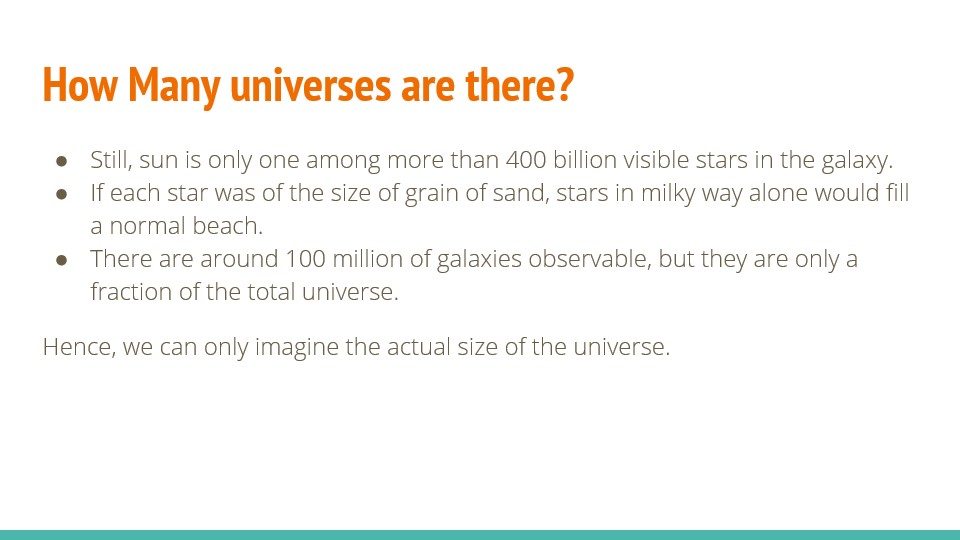 How Many universes are there?
● Still, sun is only one among more than 400 billion visible stars in the galaxy.
● If each star was of the size of grain of sand, stars in milky way alone would fill
a normal beach.
● There are around 100 million of galaxies observable, but they are only a
fraction of the total universe.
Hence, we can only imagine the actual size of the universe.